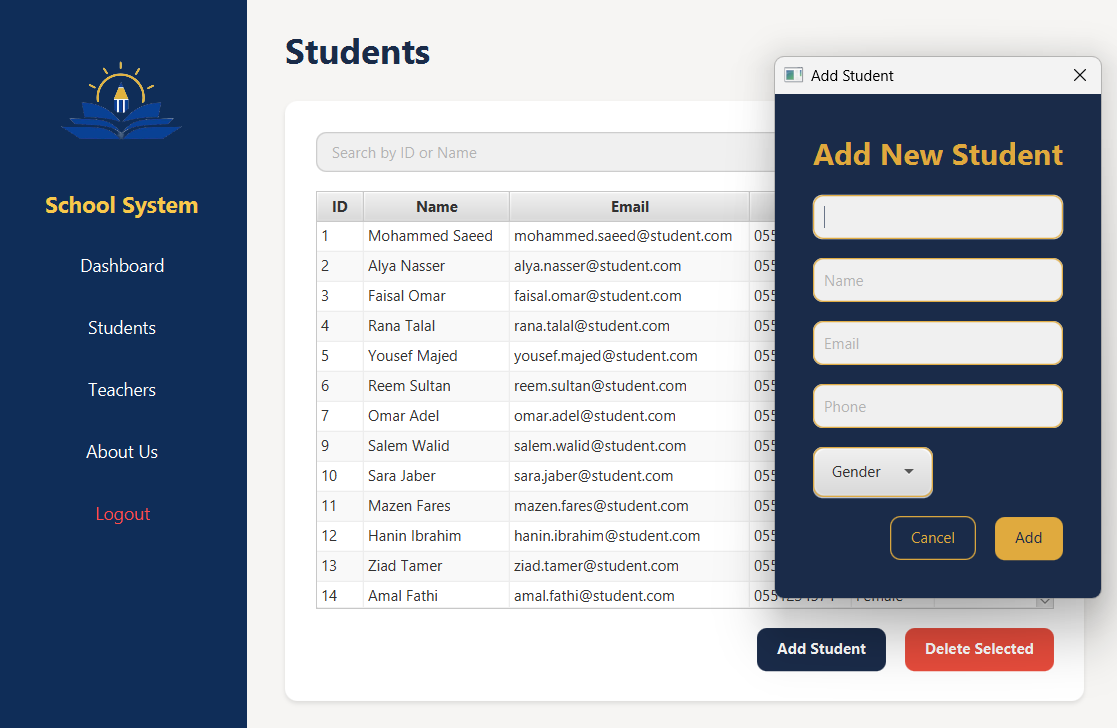 School System
Dashboard
Students
Teachers
About Us
Logout
Students
Search by ID or Name
ID Name Email
1 Mohammed Saeed mohammed.saeed@student.com 055
2 Alya Nasser alya.nasser@student.com 055
3 Faisal Omar faisal.omar@student.com 055
4 Rana Talal rana.talal@student.com 055
5 Yousef Majed yousef.majed@student.com 055
6 Reem Sultan reem.sultan@student.com 055
7 Omar Adel omar.adel@student.com 055
9 Salem Walid salem.walid@student.com 055
10 Sara Jaber sara.jaber@student.com 055
11 Mazen Fares mazen.fares@student.com 055
12 Hanin Ibrahim hanin.ibrahim@student.com 055
13 Ziad Tamer ziad.tamer@student.com 055
14 Amal Fathi amal.fathi@student.com Female
Add Student
Delete Selected
Add Student
Add New Student
Name
Email
Phone
Gender
Cancel
Add